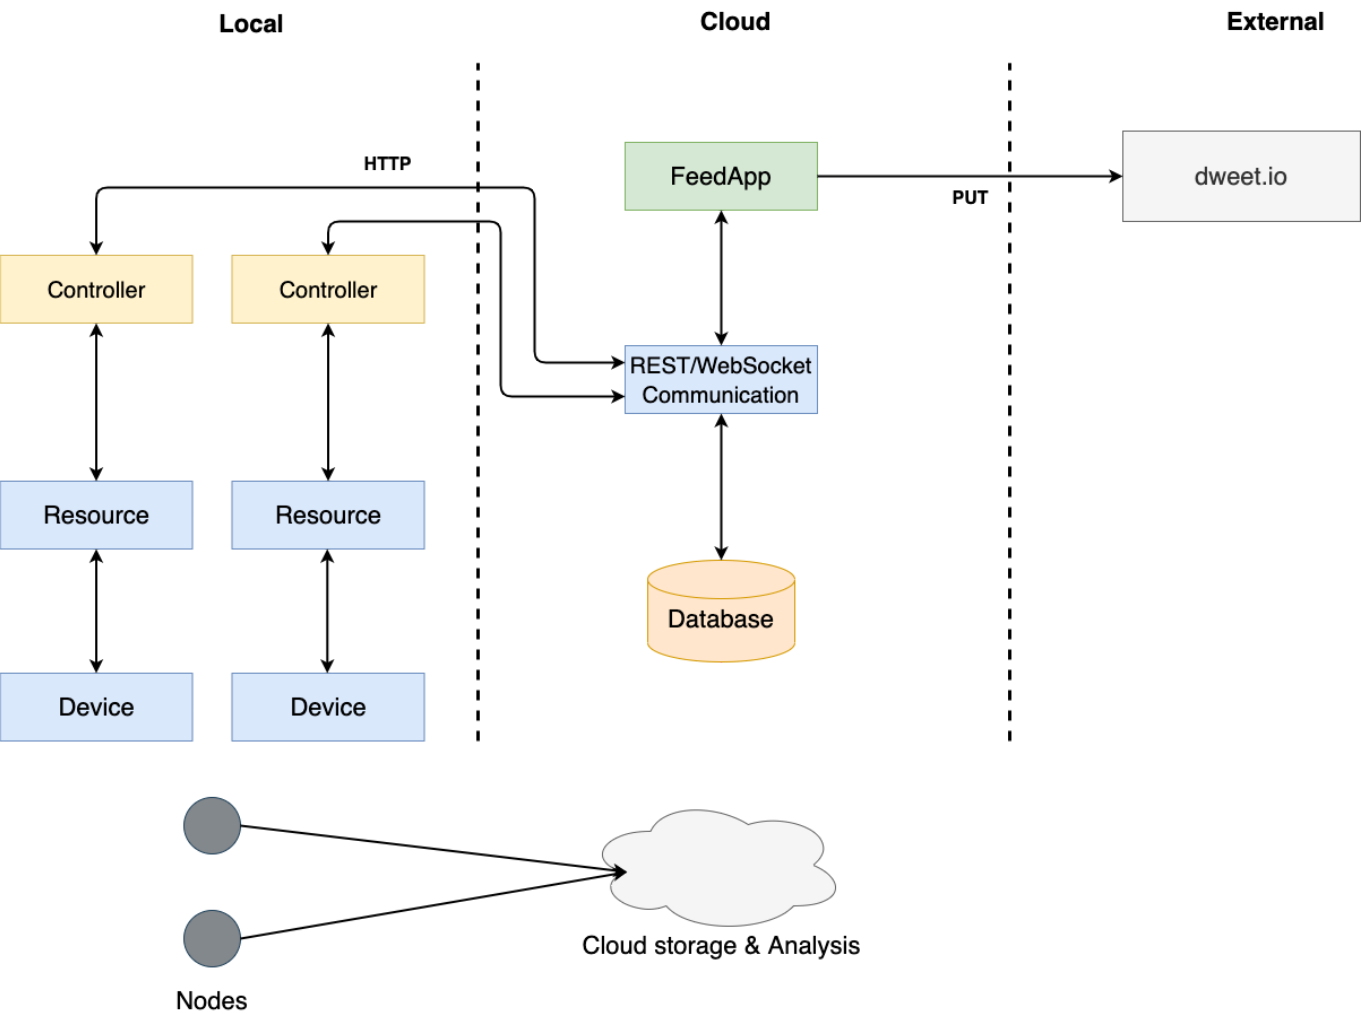 Local
Cloud
External
HTTP
FeedApp
PUT
dweet.io
Controller
Controller
REST/WebSocket
Communication
Resource
Resource
Database
Device
Device
Cloud storage & Analysis
Nodes